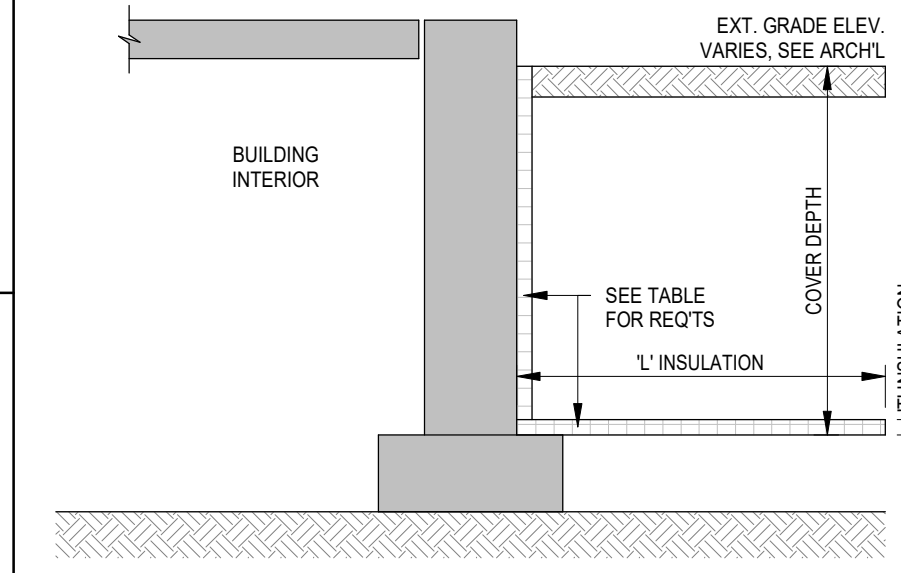 EXT. GRADE ELEV.
VARIES, SEE ARCH'L
BUILDING
INTERIOR
COVER DEPTH
SEE TABLE
FOR REQ'TS
'L' INSULATION